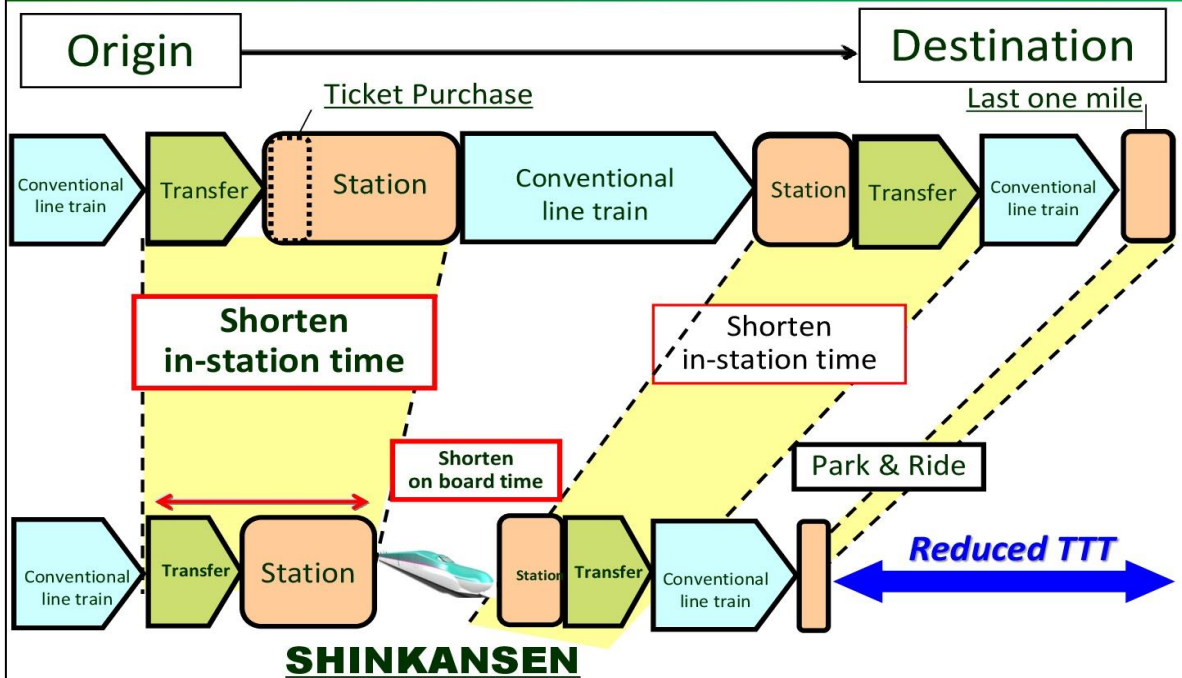 Origin
Destination
Ticket Purchase
Last one mile
Conventional
line train
Transfer
Station
Conventional
line train
Station
Transfer
Conventional
line train
Shorten
in-station time
Shorten
in-station time
Shorten
on board time
Park & Ride
Conventional
line train
Transfer
Station
Station
Transfer
Conventional
line train
Reduced TTT
SHINKANSEN